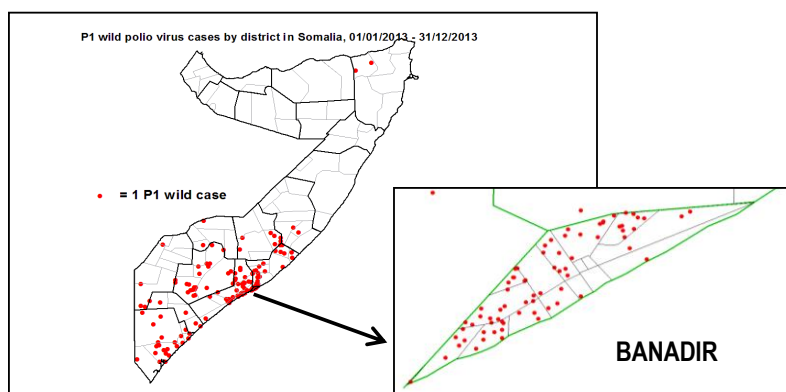 P1 wild polio virus cases by district in Somalia, 01/01/2013 - 31/12/2013
= 1 P1 wild case
BANADIR